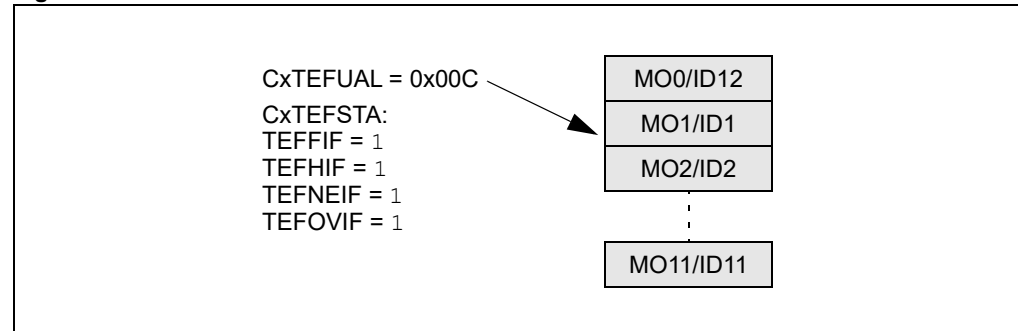 CxTEFUAL = 0x00C
CxTEFSTA:
TEFFIF = 1
TEFHIF = 1
TEFNEIF = 1
TEFOVIF = 1
MO0/ID12
MO1/ID1
MO2/ID2
MO11/ID11